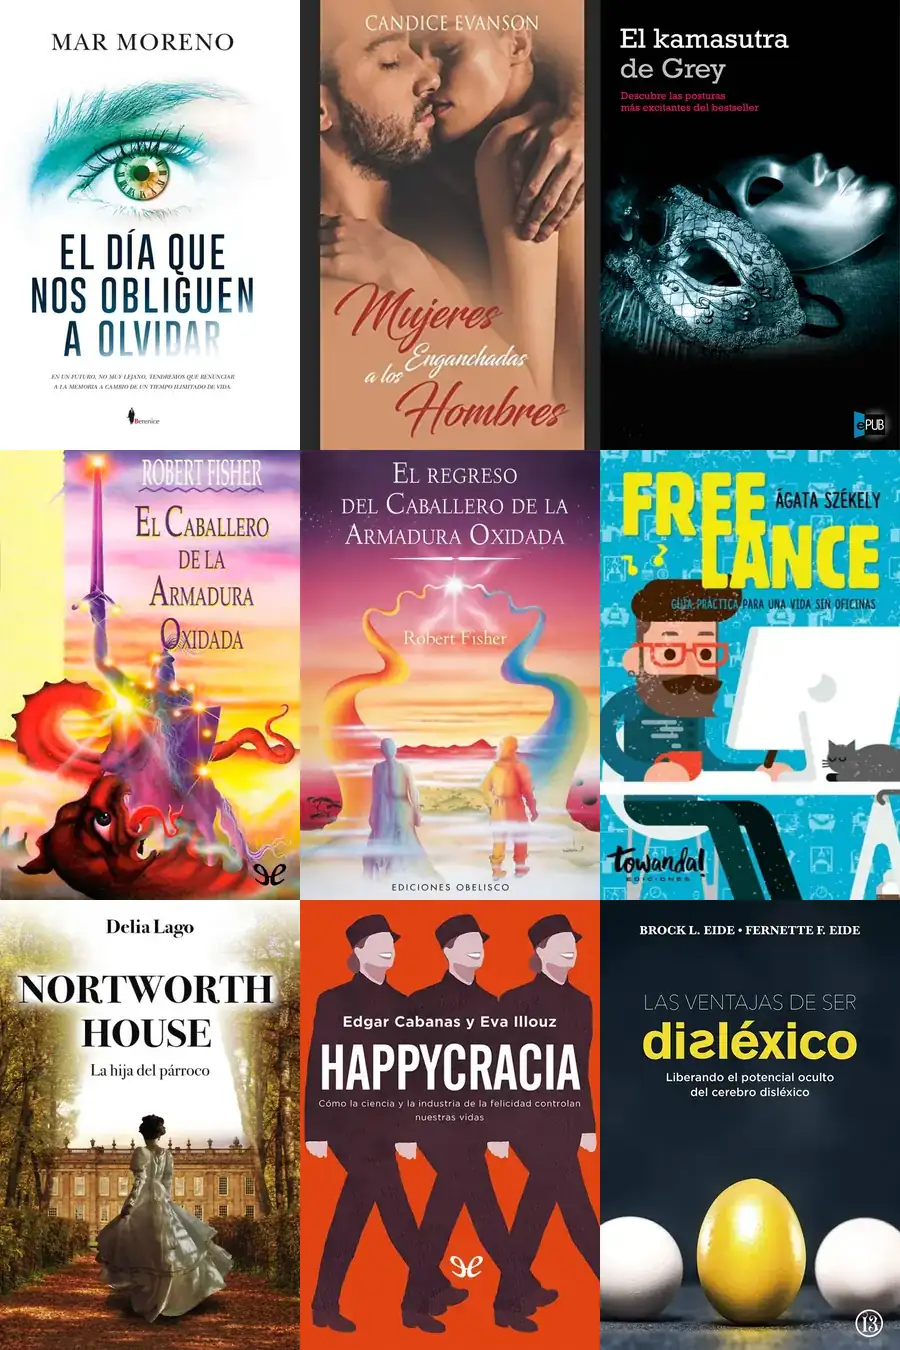 MAR MORENO
EL DÍA QUE
NOS OBLIGUEN
A OLVIDAR
EN UN FUTURO, NO MUY LEJANO, TENDREMOS QUE RENUNCIAR
A LA MEMORIA A CAMBIO DE UN TIEMPO ILIMITADO DE VIDA.
Berenice
CANDICE EVANSON
Mujeres
Enganchadas
a los
Hombres
El kamasutra
de Grey
Descubre las posturas
más excitantes del bestseller
ePUB
ROBERT FISHER
EL CABALLERO
DE LA
ARMADURA
OXIDADA
EL REGRESO
DEL CABALLERO DE LA
ARMADURA OXIDADA
Robert Fisher
EDICIONES OBELISCO
FREE
LANCE
ÁGATA SZÉKELY
GUÍA PRÁCTICA PARA UNA VIDA SIN OFICINAS
towanda!
EDICIONES
Delia Lago
NORTWORTH
HOUSE
La hija del párroco
Edgar Cabanas y Eva Illouz
HAPPYCRACIA
Cómo la ciencia y la industria de la felicidad controlan
nuestras vidas
BROCK L. EIDE • FERNETTE F. EIDE
LAS VENTAJAS DE SER
disléxico
Liberando el potencial oculto
del cerebro disléxico
13